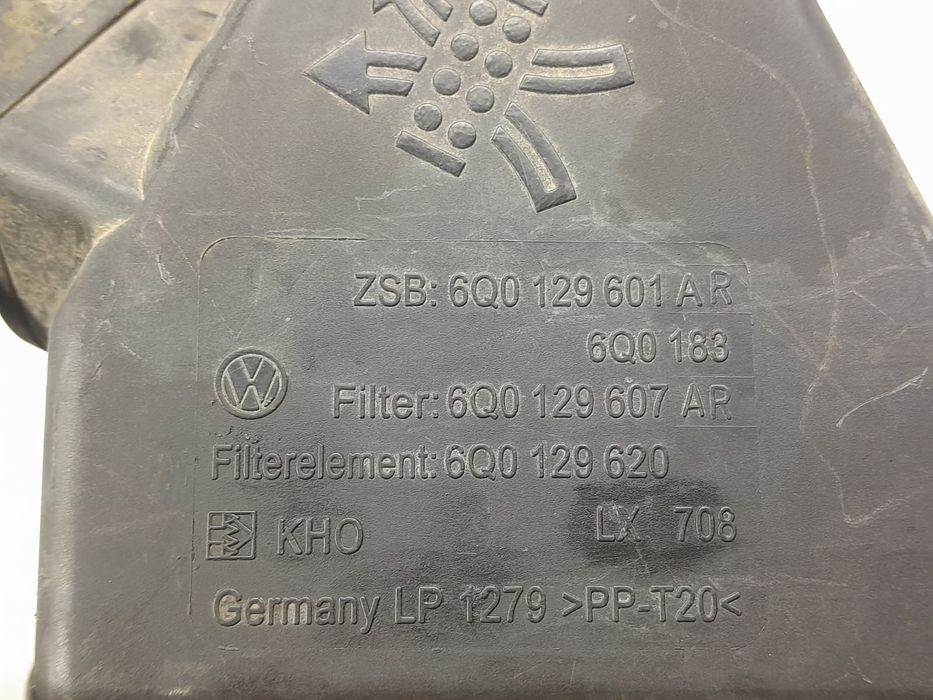 ZSB: 6Q0 129 601 AR
6Q0 183
Filter: 6Q0 129 607 AR
Filterelement: 6Q0 129 620
KHO LX 708
Germany LP 1279 >PP-T20<